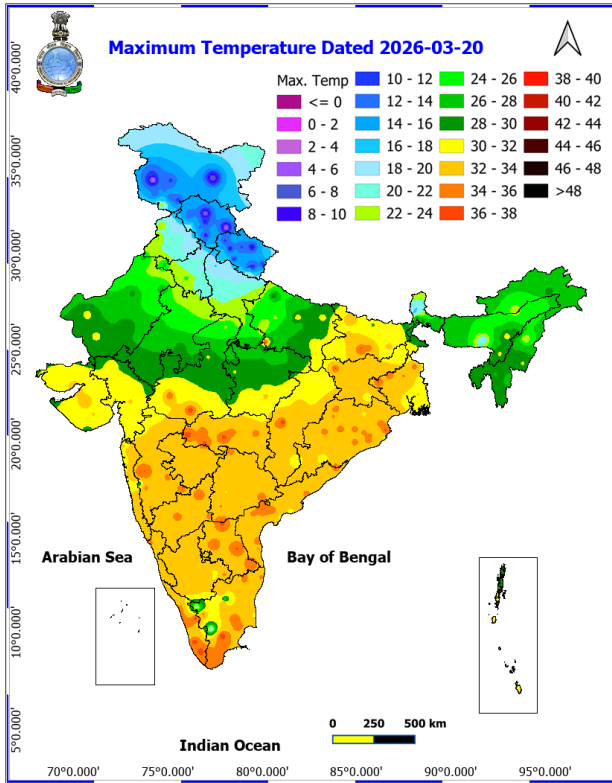 Maximum Temperature Dated 2026-03-20
Max. Temp
<= 0
0 - 2
2 - 4
4 - 6
6 - 8
8 - 10
10 - 12
12 - 14
14 - 16
16 - 18
18 - 20
20 - 22
22 - 24
24 - 26
26 - 28
28 - 30
30 - 32
32 - 34
34 - 36
36 - 38
38 - 40
40 - 42
42 - 44
44 - 46
46 - 48
>48
40°0.000'
35°0.000'
30°0.000'
25°0.000'
20°0.000'
15°0.000'
10°0.000'
5°0.000'
Arabian Sea
Bay of Bengal
Indian Ocean
0 250 500 km
70°0.000' 75°0.000' 80°0.000' 85°0.000' 90°0.000' 95°0.000'